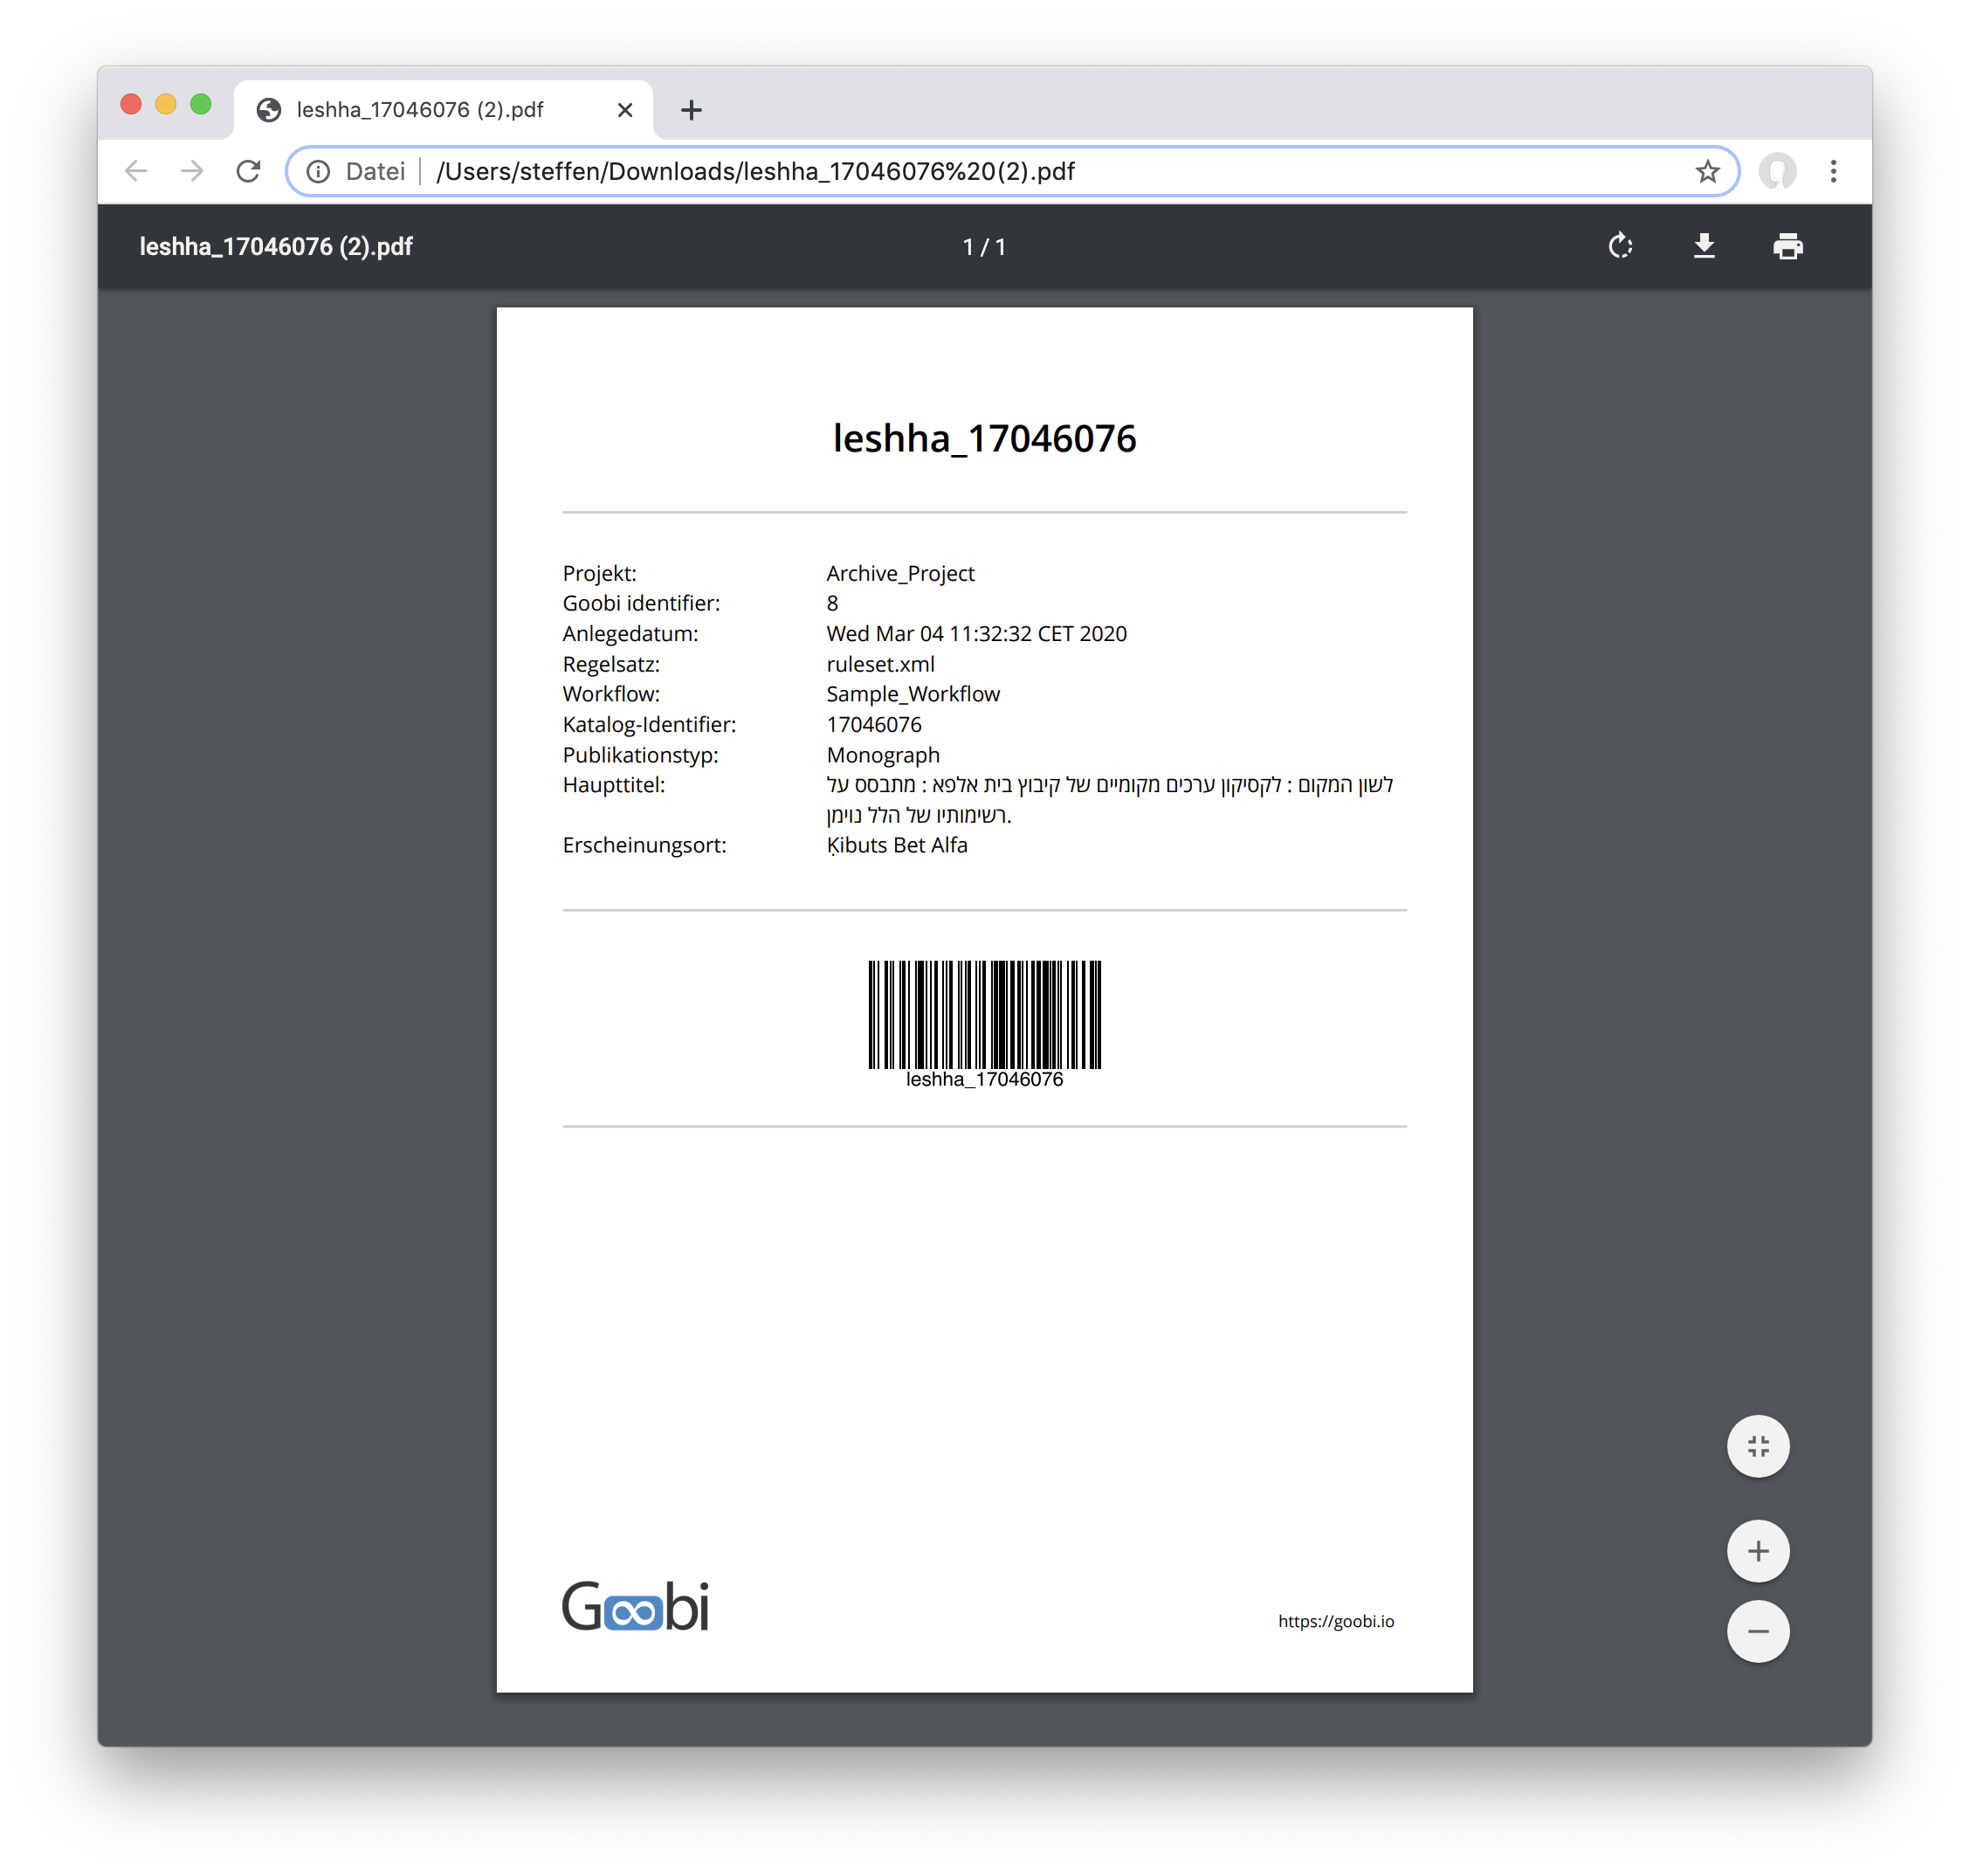 leshha_17046076 (2).pdf
Datei /Users/steffen/Downloads/leshha_17046076%20(2).pdf
leshha_17046076 (2).pdf 1 / 1
leshha_17046076
Projekt: Archive_Project
Goobi identifier: 8
Anlegedatum: Wed Mar 04 11:32:32 CET 2020
Regelsatz: ruleset.xml
Workflow: Sample_Workflow
Katalog-Identifier: 17046076
Publikationstyp: Monograph
Haupttitel: לשון המקום : לקסיקון ערכים מקומיים של קיבוץ בית אלפא : מתבסס על
רשימותיו של הלל נוימן.
Erscheinungsort: Ḳibuts Bet Alfa
leshha_17046076
Goobi
https://goobi.io